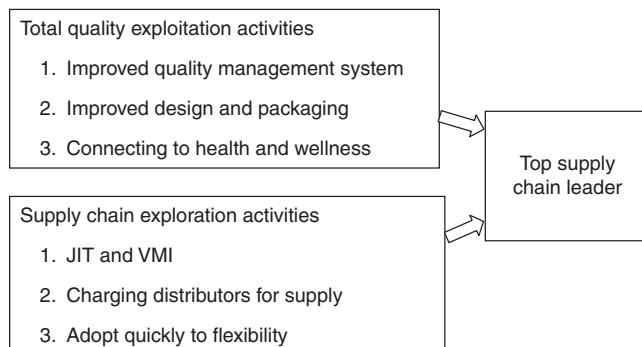 Total quality exploitation activities
1. Improved quality management system
2. Improved design and packaging
3. Connecting to health and wellness
Supply chain exploration activities
1. JIT and VMI
2. Charging distributors for supply
3. Adopt quickly to flexibility
Top supply
chain leader